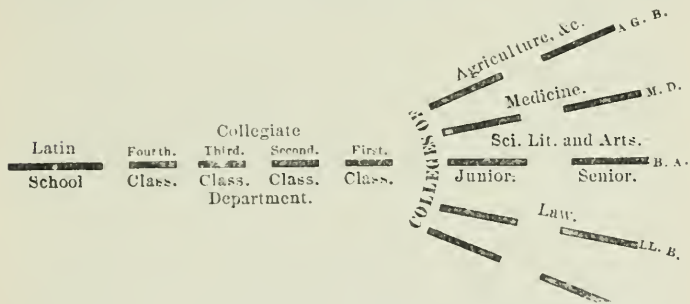 Agriculture, &c.
A G. B.
Medicine.
M. D.
Collegiate
Latin
Fourth. Third. Second. First.
Sci. Lit. and Arts.
B. A.
School
Class. Class. Class. Class.
Junior. Senior.
Department.
COLLEGES OF
Law.
LL. B.